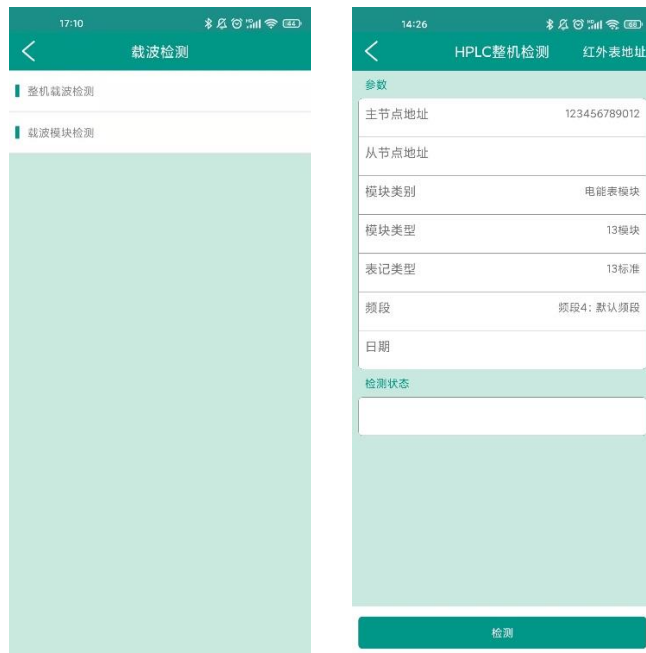 17:10
载波检测
整机载波检测
载波模块检测
14:26
HPLC整机检测 红外表地址
参数
主节点地址 123456789012
从节点地址
模块类别 电能表模块
模块类型 13模块
表记类型 13标准
频段 频段4: 默认频段
日期
检测状态
检测